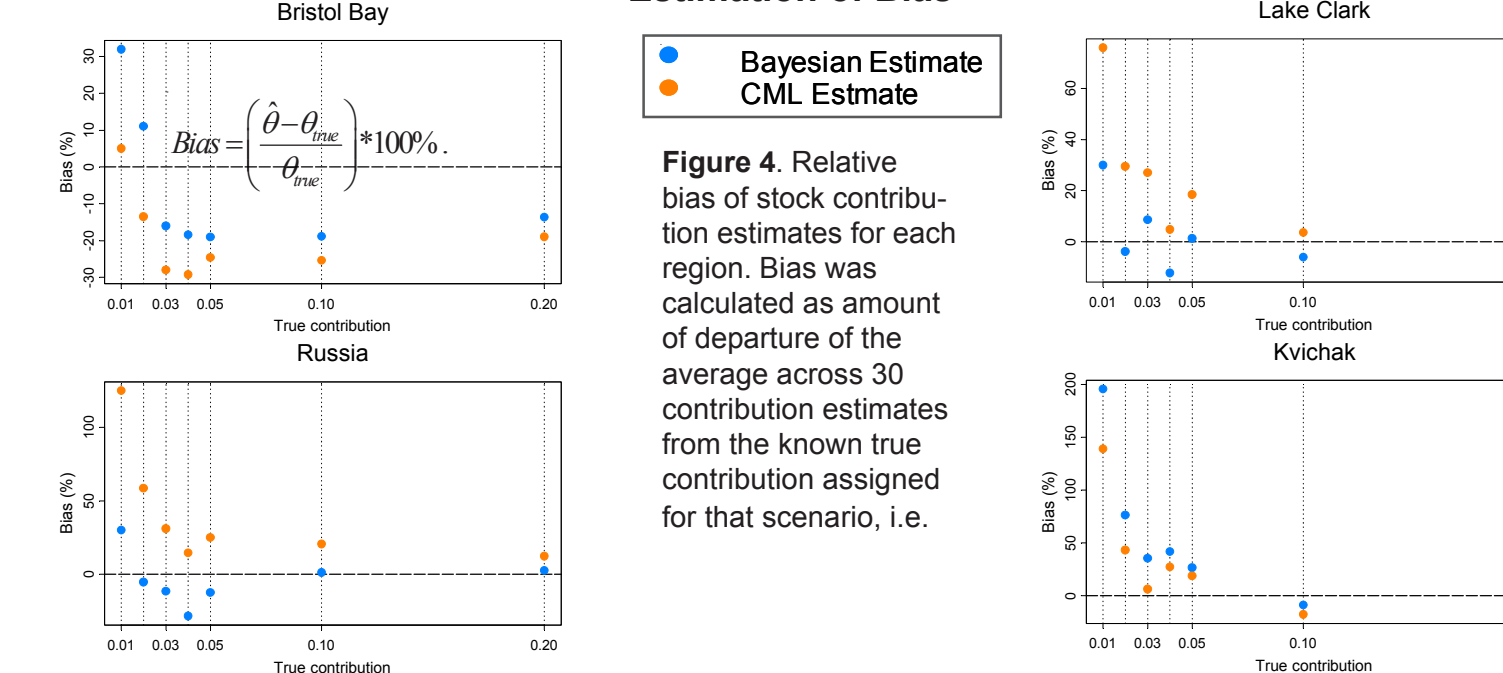 Estimation of Bias
Bristol Bay
30
20
10
0
-10
-20
-30
Bias (%)
Bias = ( θ̂ − θtrue / θtrue ) *100% .
0.01 0.03 0.05 0.10 0.20
True contribution
Russia
100
50
0
Bias (%)
0.01 0.03 0.05 0.10 0.20
True contribution
Bayesian Estimate
CML Estmate
Figure 4. Relative
bias of stock contribu-
tion estimates for each
region. Bias was
calculated as amount
of departure of the
average across 30
contribution estimates
from the known true
contribution assigned
for that scenario, i.e.
Lake Clark
60
40
20
0
Bias (%)
0.01 0.03 0.05 0.10
True contribution
Kvichak
200
150
100
50
0
Bias (%)
0.01 0.03 0.05 0.10
True contribution